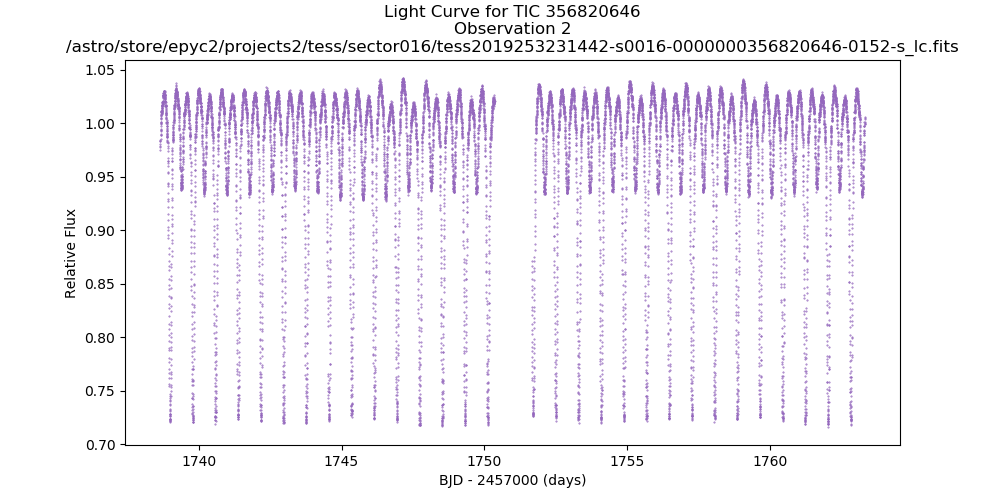 Light Curve for TIC 356820646
Observation 2
/astro/store/epyc2/projects2/tess/sector016/tess2019253231442-s0016-0000000356820646-0152-s_lc.fits
1.05
1.00
0.95
0.90
0.85
0.80
0.75
0.70
Relative Flux
1740
1745
1750
1755
1760
BJD - 2457000 (days)